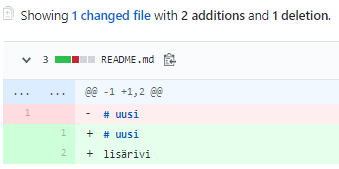 Showing 1 changed file with 2 additions and 1 deletion.
3 README.md
... ... @@ -1 +1,2 @@
1 - # uusi
1 + # uusi
2 + lisärivi